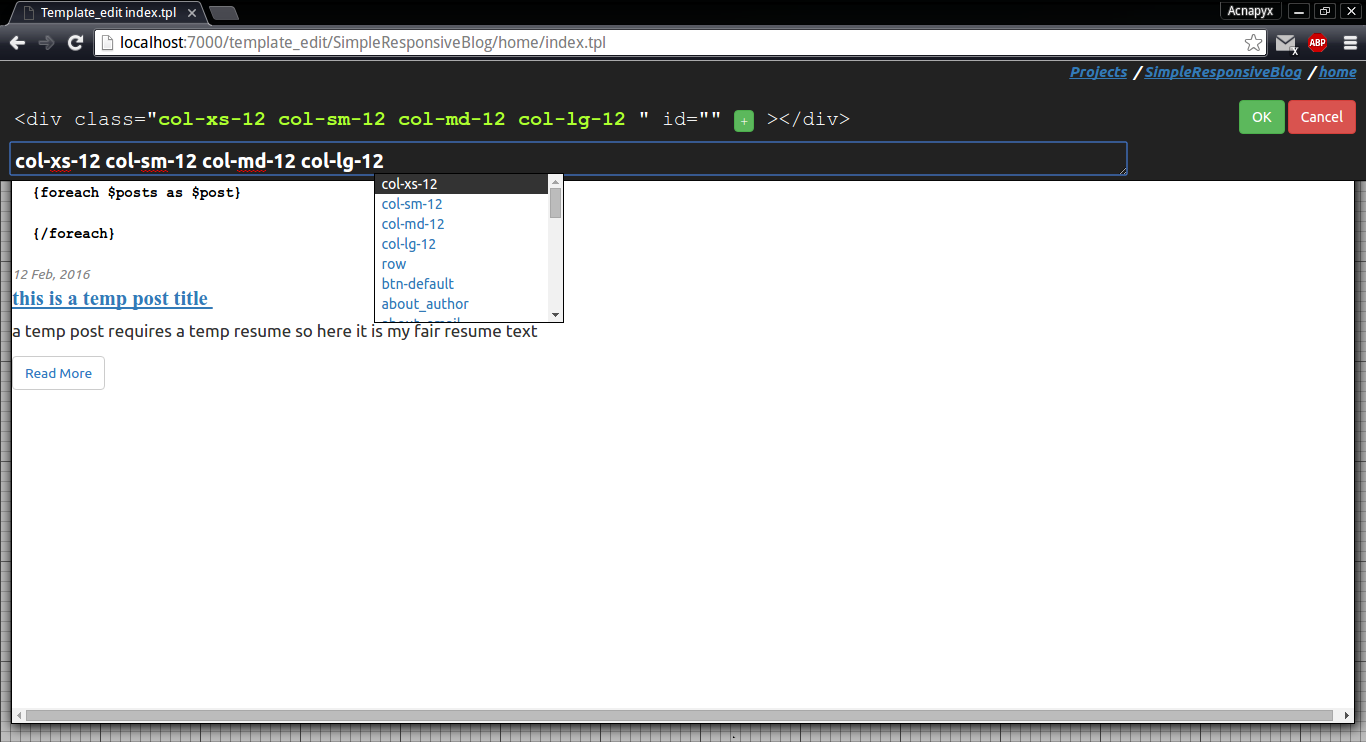 Template_edit index.tpl
Acnapyx
localhost:7000/template_edit/SimpleResponsiveBlog/home/index.tpl
ABP
x
Projects / SimpleResponsiveBlog / home
<div class="col-xs-12 col-sm-12 col-md-12 col-lg-12 " id="" + ></div>
OK Cancel
col-xs-12 col-sm-12 col-md-12 col-lg-12
col-xs-12
col-sm-12
col-md-12
col-lg-12
row
btn-default
about_author
{foreach $posts as $post}
{/foreach}
12 Feb, 2016
this is a temp post title
a temp post requires a temp resume so here it is my fair resume text
Read More